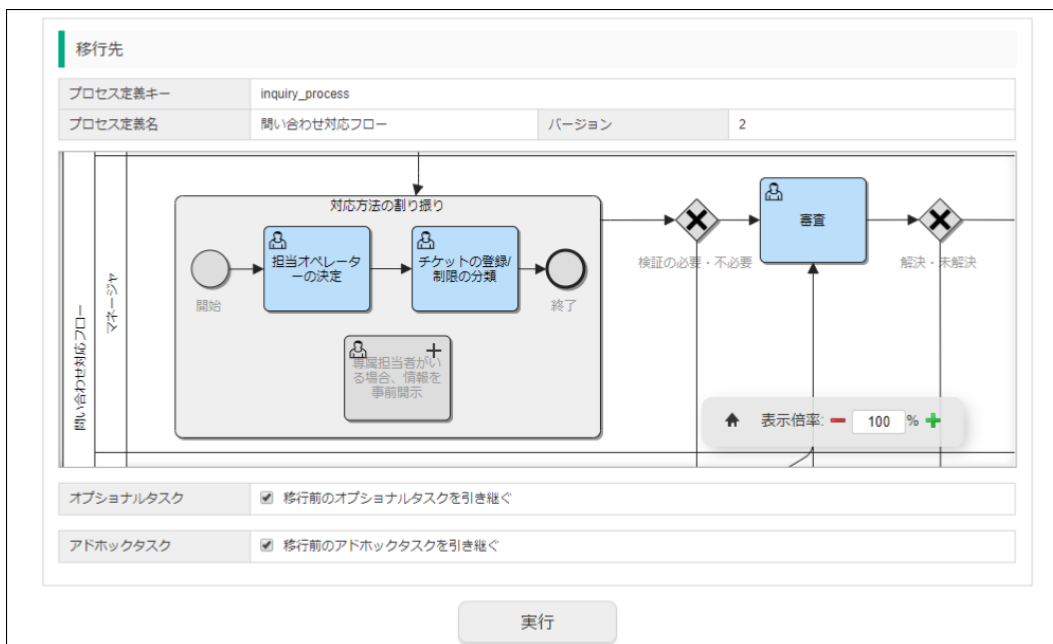 移行先
プロセス定義キー inquiry_process
プロセス定義名 問い合わせ対応フロー バージョン 2
問い合わせ対応フロー
マネージャ
対応方法の割り振り
開始
担当オペレータ
ーの決定
チケットの登録/
制限の分類
終了
専属担当者がい
る場合、情報を
事前開示
検証の必要・不必要
審査
解決・未解決
表示倍率: 100 %
オプショナルタスク 移行前のオプショナルタスクを引き継ぐ
アドホックタスク 移行前のアドホックタスクを引き継ぐ
実行